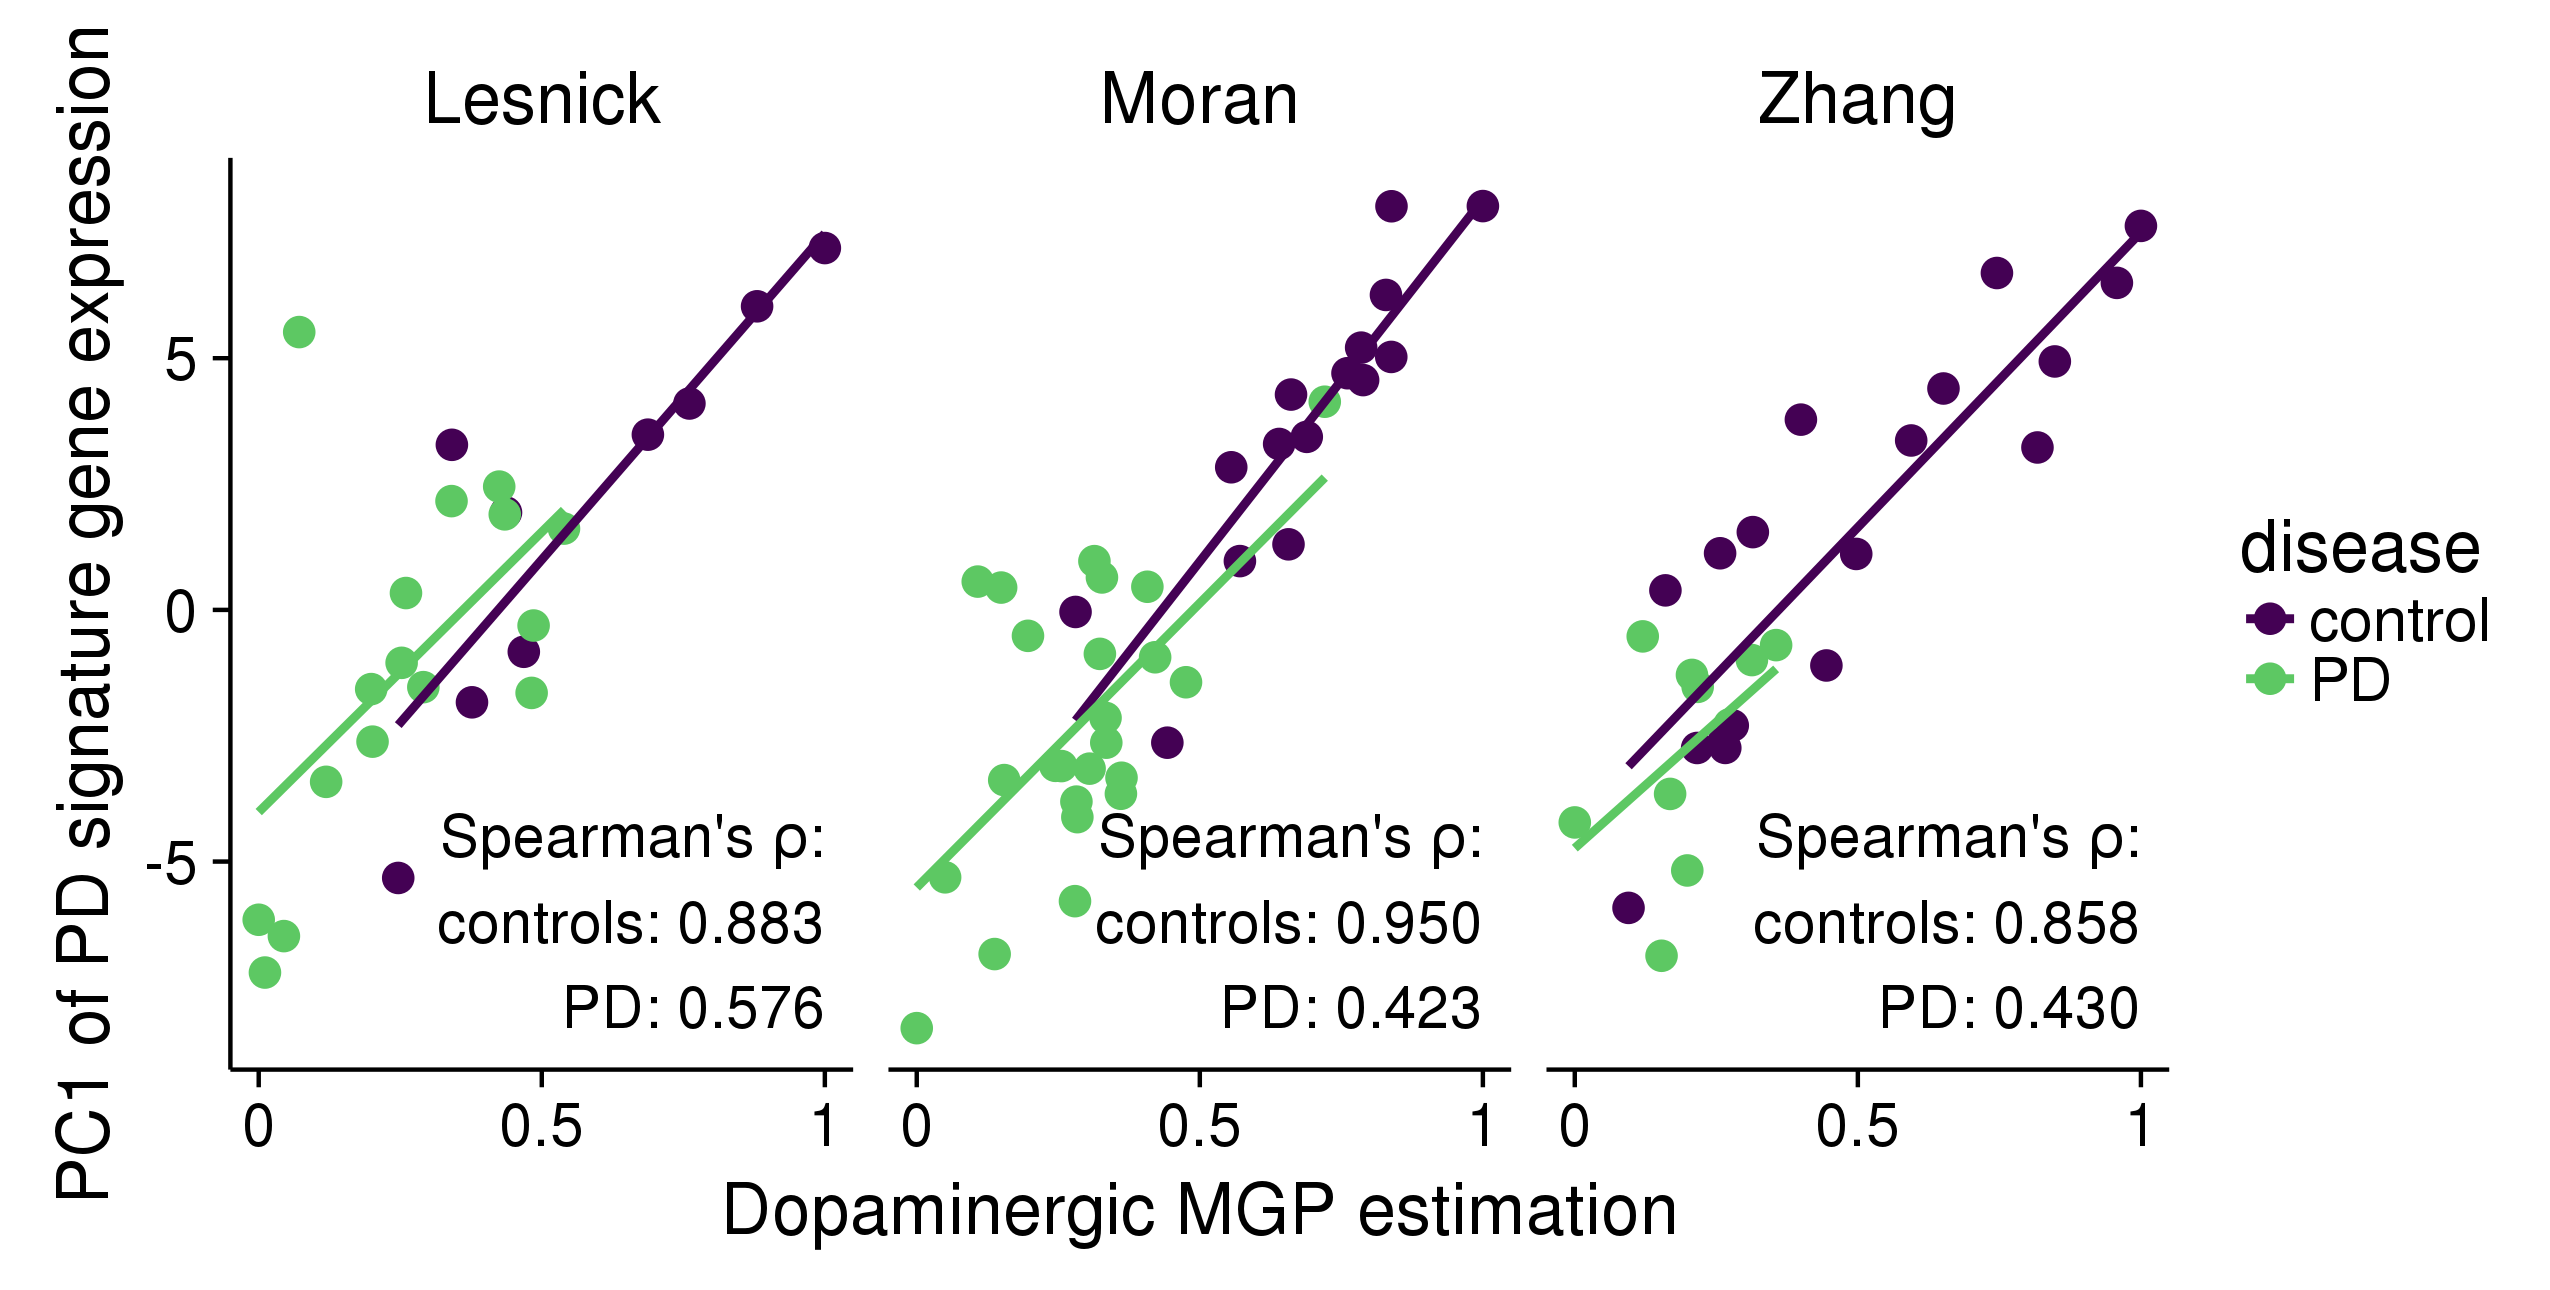 PC1 of PD signature gene expression
Lesnick
Moran
Zhang
5
0
-5
Spearman's ρ:
controls: 0.883
PD: 0.576
Spearman's ρ:
controls: 0.950
PD: 0.423
Spearman's ρ:
controls: 0.858
PD: 0.430
0
0.5
1
0
0.5
1
0
0.5
1
Dopaminergic MGP estimation
disease
control
PD